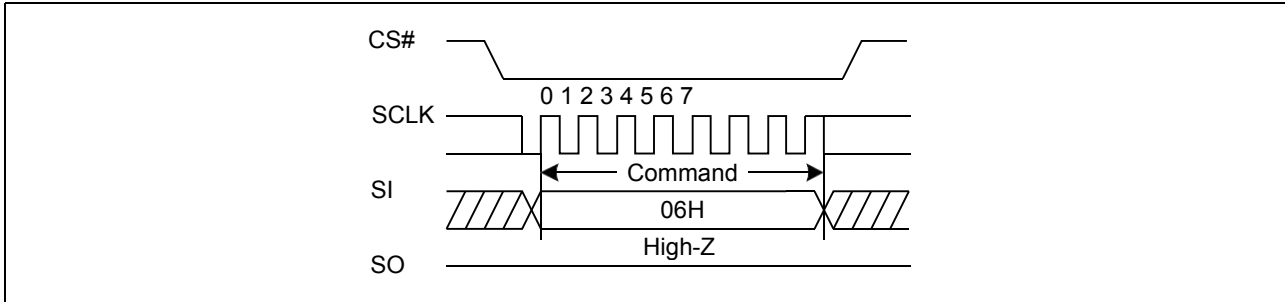 CS#
0 1 2 3 4 5 6 7
SCLK
Command
SI
06H
High-Z
SO